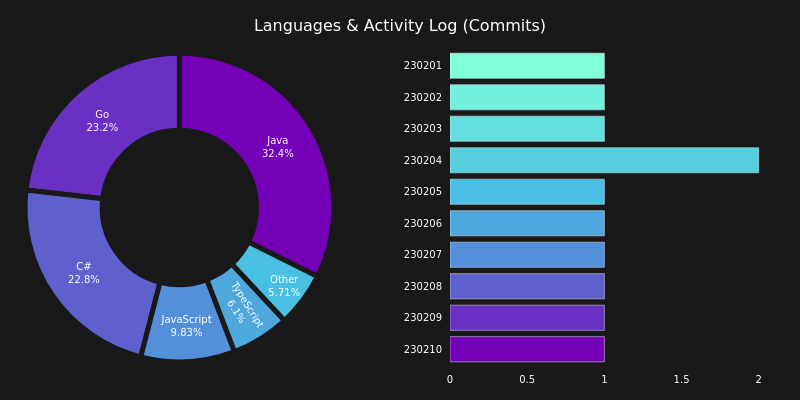 Languages & Activity Log (Commits)
Java
32.4%
Go
23.2%
C#
22.8%
JavaScript
9.83%
TypeScript
6.1%
Other
5.71%
230201
230202
230203
230204
230205
230206
230207
230208
230209
230210
0 0.5 1 1.5 2